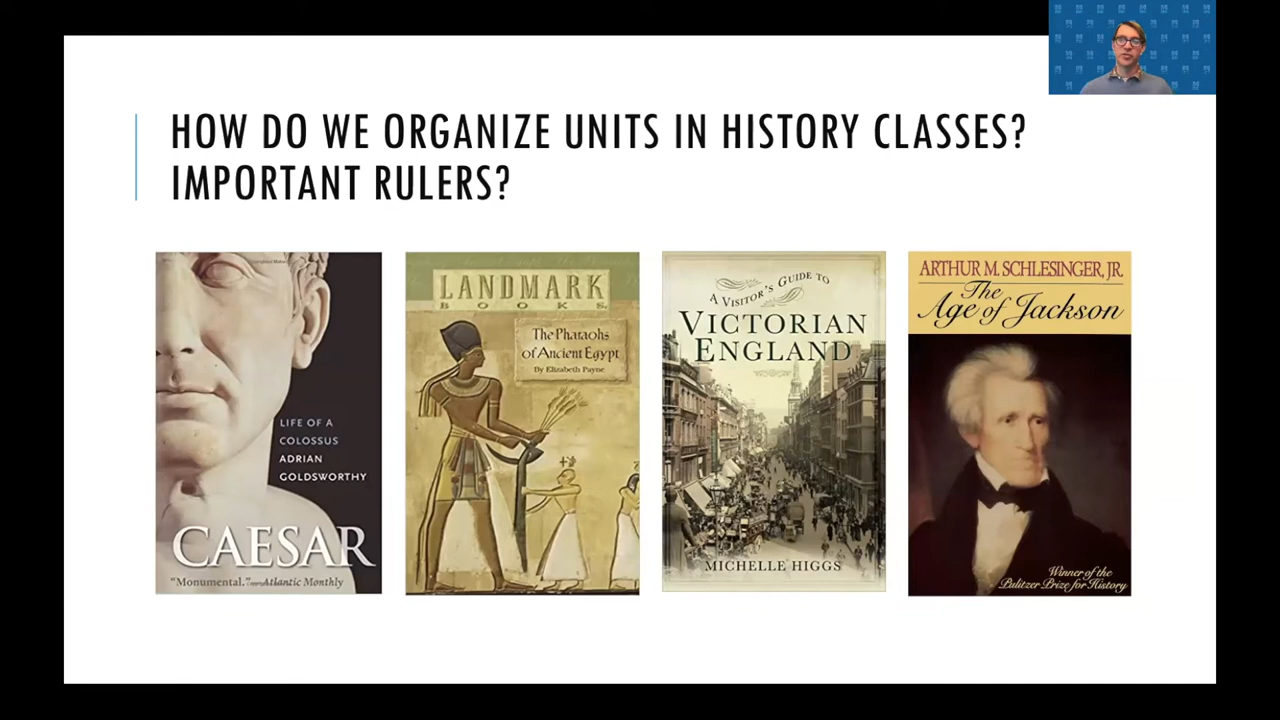 HOW DO WE ORGANIZE UNITS IN HISTORY CLASSES?
IMPORTANT RULERS?
LIFE OF A
COLOSSUS
ADRIAN
GOLDSWORTHY
CAESAR
"Monumental."—Atlantic Monthly
LANDMARK
BOOKS®
The Pharaohs
of Ancient Egypt
By Elizabeth Payne
A VISITOR'S GUIDE TO
VICTORIAN
ENGLAND
MICHELLE HIGGS
ARTHUR M. SCHLESINGER, JR.
The
Age of Jackson
Winner of the
Pulitzer Prize for History